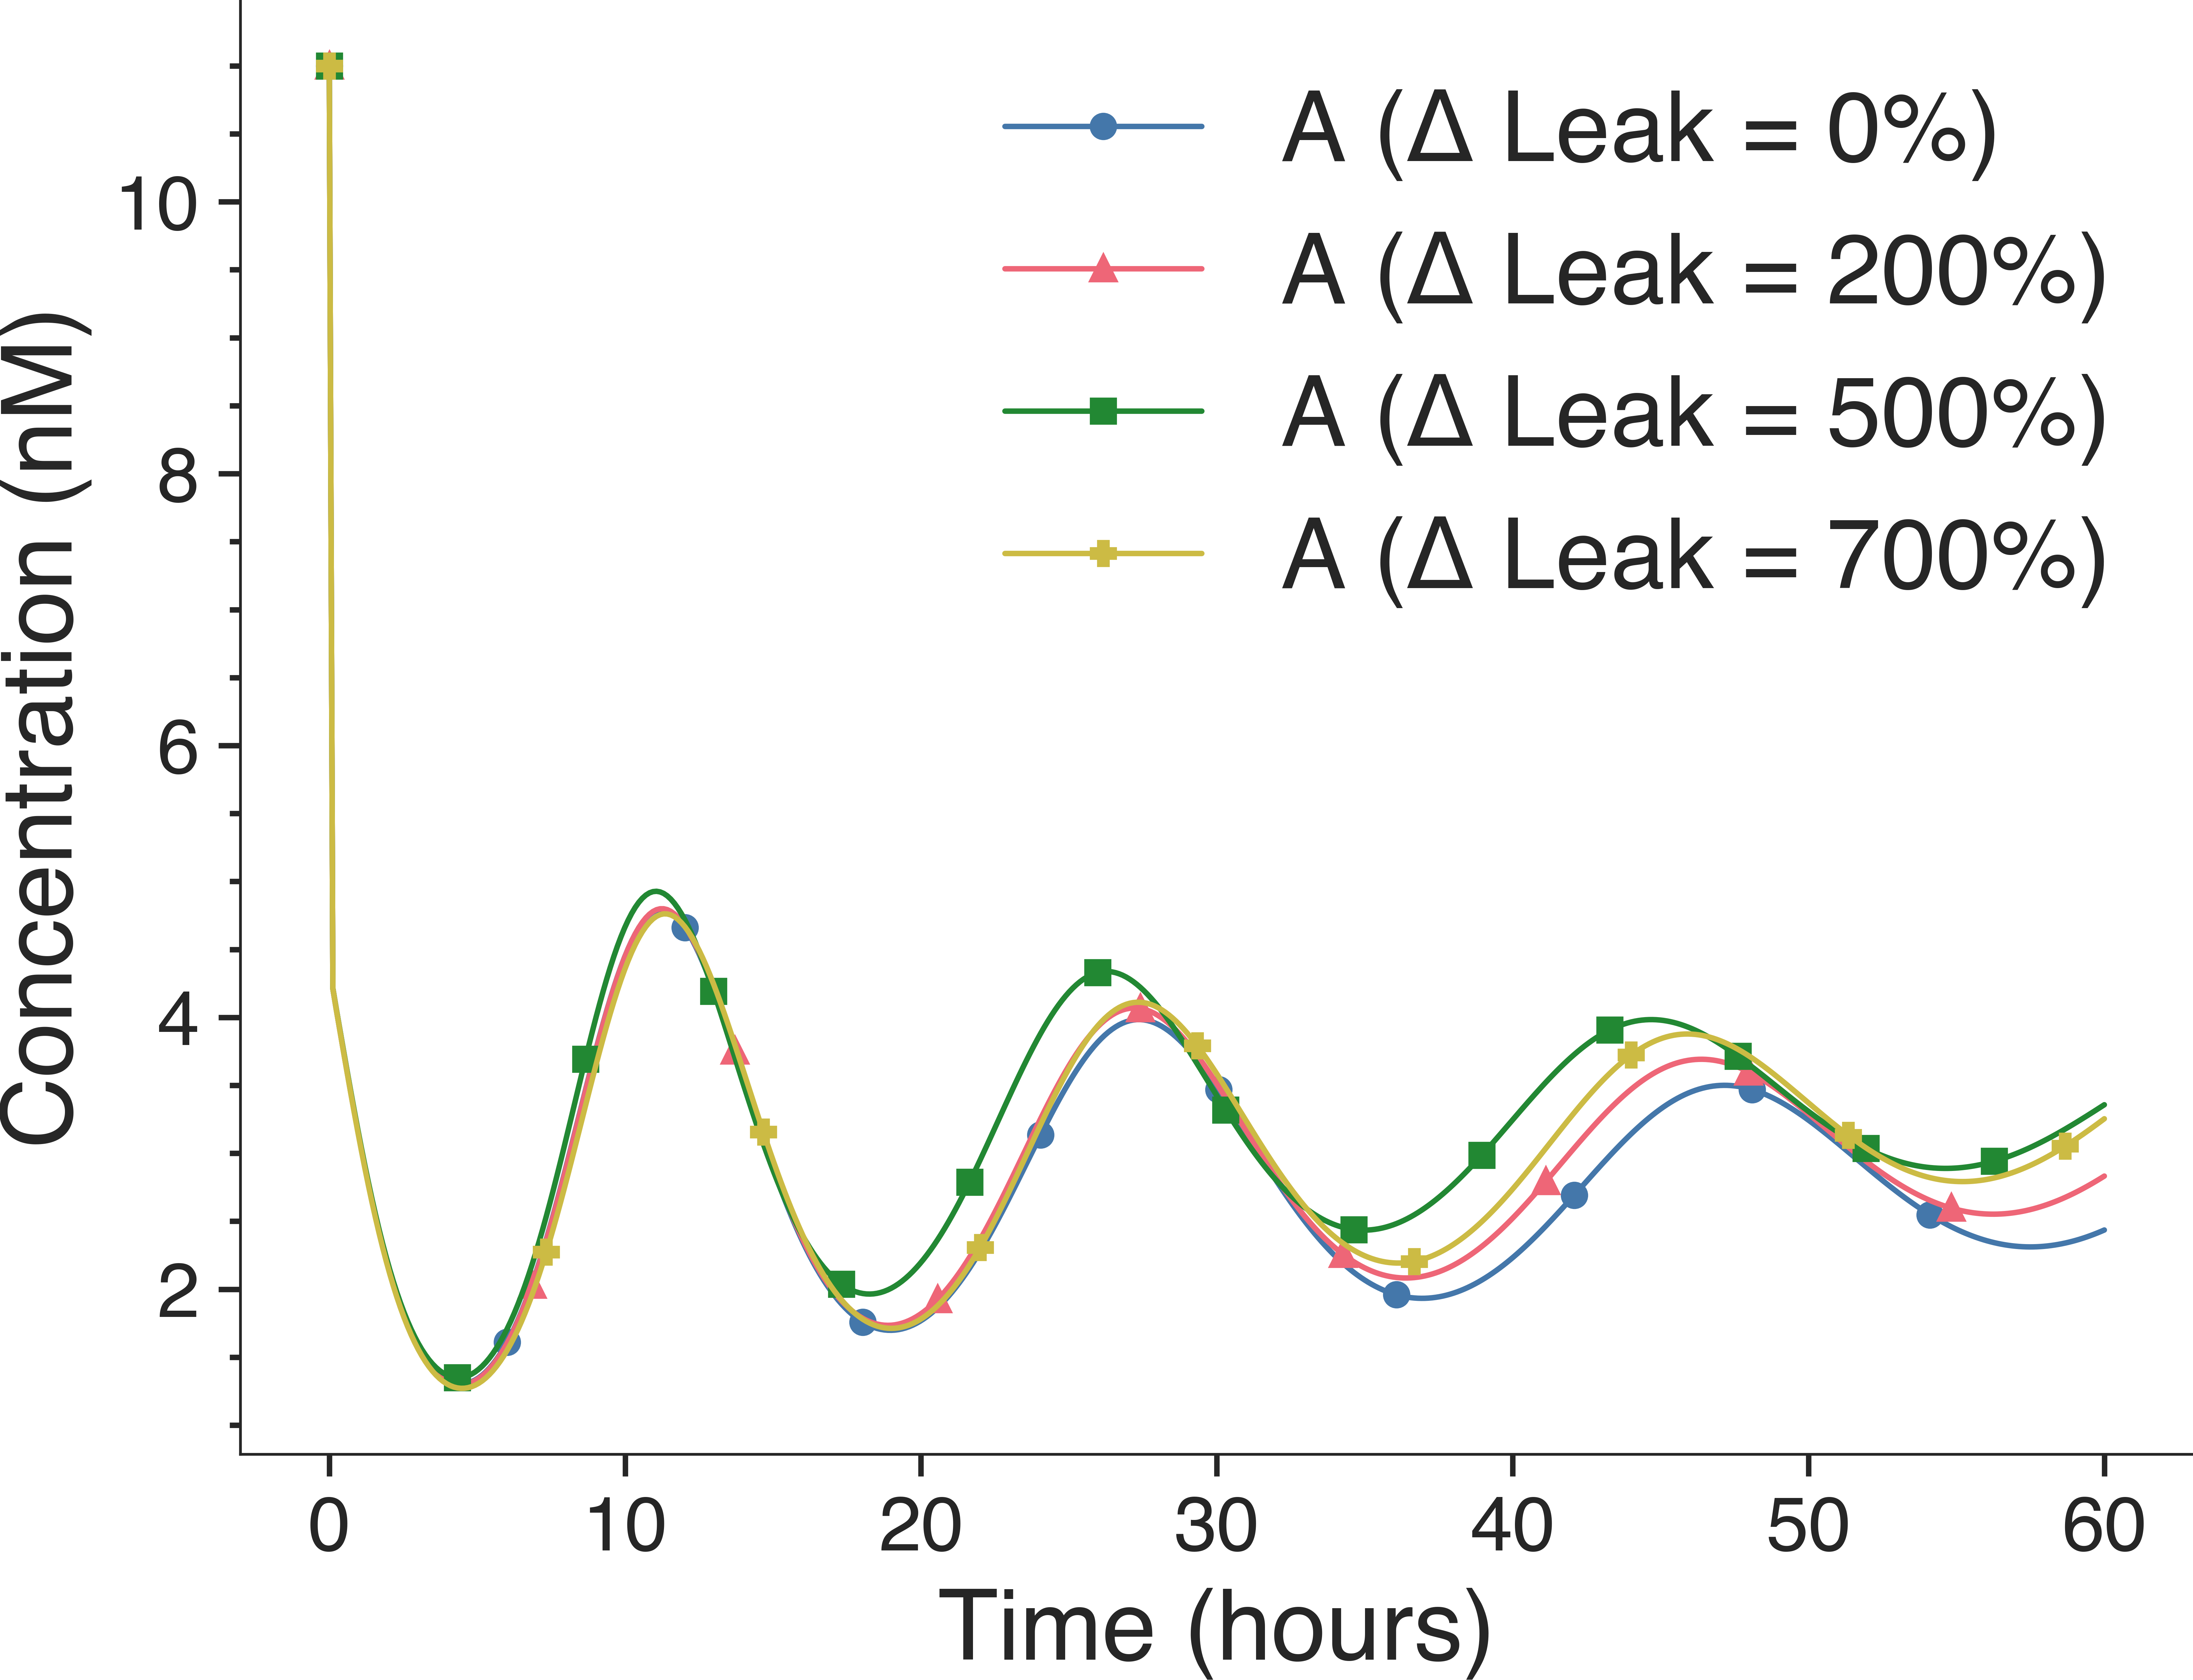 A (Δ Leak = 0%)
A (Δ Leak = 200%)
A (Δ Leak = 500%)
A (Δ Leak = 700%)
Concentration (nM)
10
8
6
4
2
0 10 20 30 40 50 60
Time (hours)